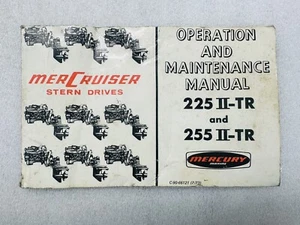 MERCRUISER
STERN DRIVES
OPERATION
AND
MAINTENANCE
MANUAL
225 II-TR
and
255 II-TR
MERCURY